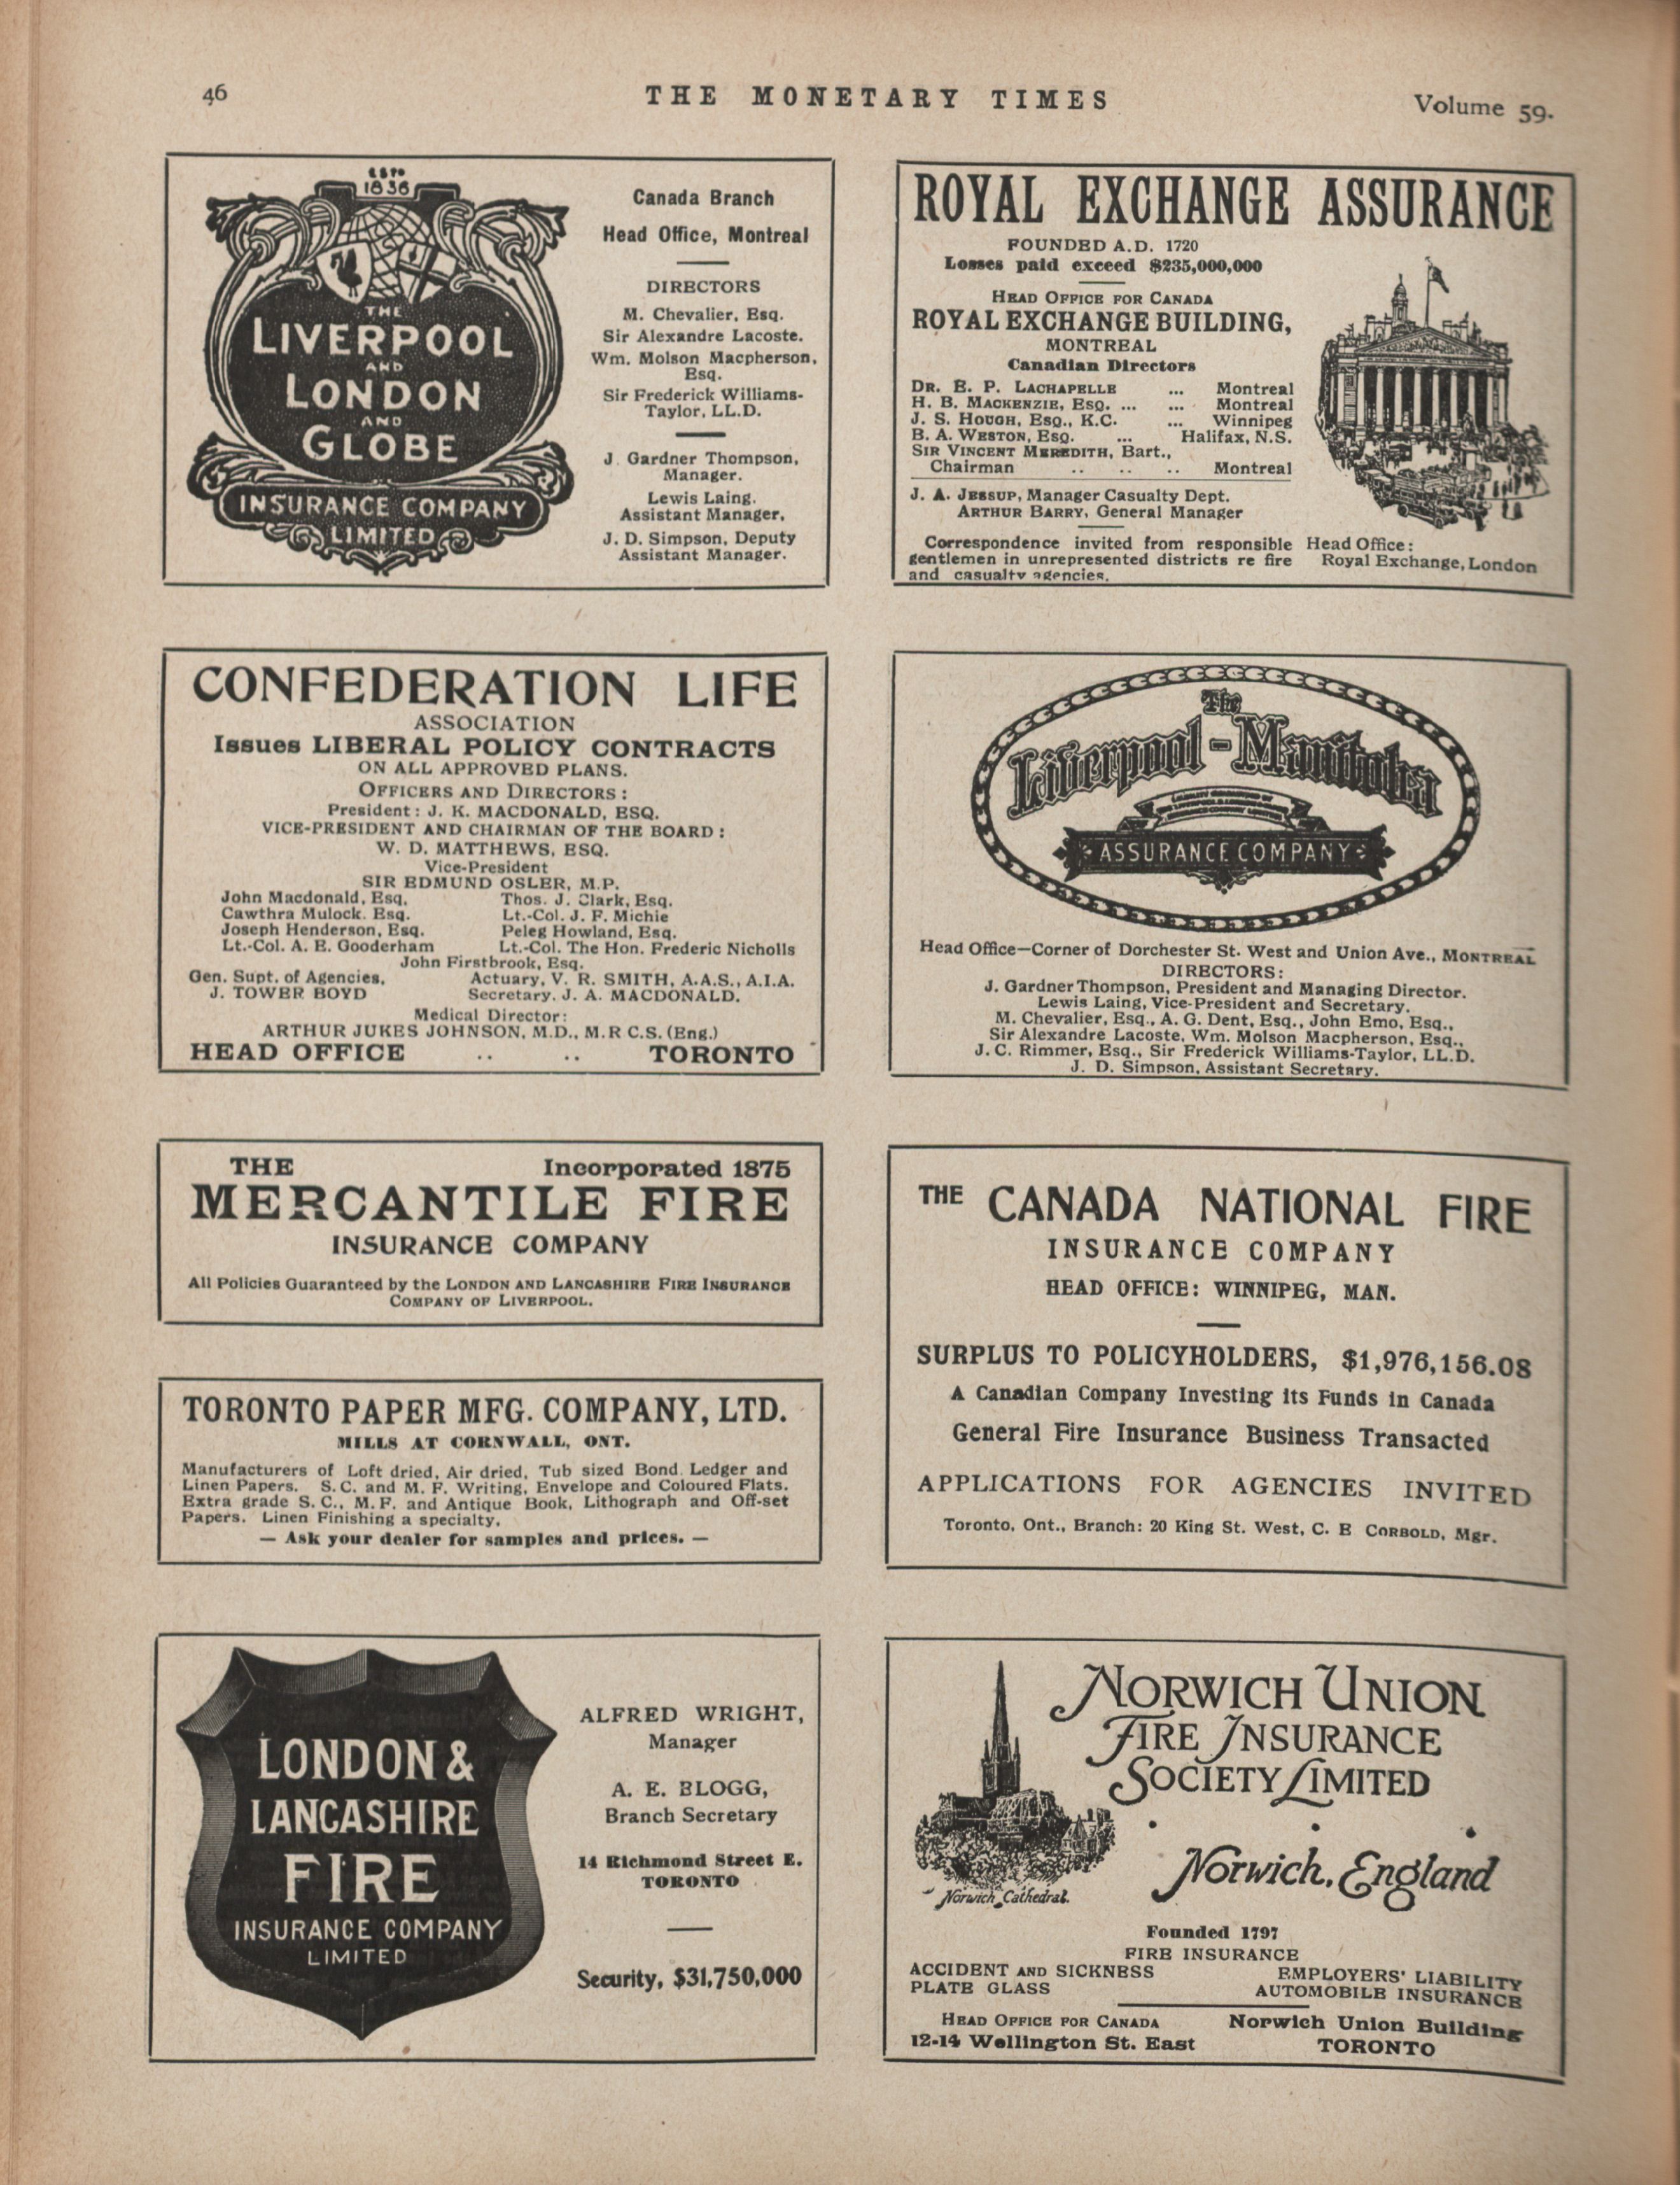 46
THE MONETARY TIMES
Volume 59.
ESTD
1836
THE
LIVERPOOL
AND
LONDON
AND
GLOBE
INSURANCE COMPANY
LIMITED
Canada Branch
Head Office, Montreal
DIRECTORS
M. Chevalier, Esq.
Sir Alexandre Lacoste.
Wm. Molson Macpherson,
Esq.
Sir Frederick Williams-
Taylor, LL.D.
J. Gardner Thompson,
Manager.
Lewis Laing,
Assistant Manager,
J. D. Simpson, Deputy
Assistant Manager.
ROYAL EXCHANGE ASSURANCE
FOUNDED A.D. 1720
Losses paid exceed $235,000,000
HEAD OFFICE FOR CANADA
ROYAL EXCHANGE BUILDING,
MONTREAL
Canadian Directors
DR. E. P. LACHAPELLE ... Montreal
H. B. MACKENZIE, ESQ. ... ... Montreal
J. S. HOUGH, ESQ., K.C. ... Winnipeg
B. A. WESTON, ESQ. ... Halifax, N.S.
SIR VINCENT MEREDITH, Bart.,
Chairman .. .. .. Montreal
J. A. JESSUP, Manager Casualty Dept.
ARTHUR BARRY, General Manager
Correspondence invited from responsible
gentlemen in unrepresented districts re fire
and casualty agencies.
Head Office:
Royal Exchange, London
CONFEDERATION LIFE
ASSOCIATION
Issues LIBERAL POLICY CONTRACTS
ON ALL APPROVED PLANS.
OFFICERS AND DIRECTORS:
President: J. K. MACDONALD, ESQ.
VICE-PRESIDENT AND CHAIRMAN OF THE BOARD:
W. D. MATTHEWS, ESQ.
Vice-President
SIR EDMUND OSLER, M.P.
John Macdonald, Esq. Thos. J. Clark, Esq.
Cawthra Mulock. Esq. Lt.-Col. J. F. Michie
Joseph Henderson, Esq. Peleg Howland, Esq.
Lt.-Col. A. E. Gooderham Lt.-Col. The Hon. Frederic Nicholls
John Firstbrook, Esq.
Gen. Supt. of Agencies, Actuary, V. R. SMITH, A.A.S., A.I.A.
J. TOWER BOYD Secretary, J. A. MACDONALD.
Medical Director:
ARTHUR JUKES JOHNSON, M.D., M.R C.S. (Eng.)
HEAD OFFICE .. .. TORONTO
The
Liverpool-Manitoba
ASSURANCE COMPANY
Head Office—Corner of Dorchester St. West and Union Ave., MONTREAL
DIRECTORS:
J. Gardner Thompson, President and Managing Director.
Lewis Laing, Vice-President and Secretary.
M. Chevalier, Esq., A. G. Dent, Esq., John Emo, Esq.,
Sir Alexandre Lacoste, Wm. Molson Macpherson, Esq.,
J. C. Rimmer, Esq., Sir Frederick Williams-Taylor, LL.D.
J. D. Simpson, Assistant Secretary.
THE Incorporated 1875
MERCANTILE FIRE
INSURANCE COMPANY
All Policies Guaranteed by the LONDON AND LANCASHIRE FIRE INSURANCE
COMPANY OF LIVERPOOL.
THE CANADA NATIONAL FIRE
INSURANCE COMPANY
HEAD OFFICE: WINNIPEG, MAN.
SURPLUS TO POLICYHOLDERS, $1,976,156.08
A Canadian Company Investing its Funds in Canada
General Fire Insurance Business Transacted
APPLICATIONS FOR AGENCIES INVITED
Toronto, Ont., Branch: 20 King St. West, C. E CORBOLD, Mgr.
TORONTO PAPER MFG. COMPANY, LTD.
MILLS AT CORNWALL, ONT.
Manufacturers of Loft dried, Air dried, Tub sized Bond, Ledger and
Linen Papers. S. C. and M. F. Writing, Envelope and Coloured Flats.
Extra grade S. C., M. F. and Antique Book, Lithograph and Off-set
Papers. Linen Finishing a specialty.
— Ask your dealer for samples and prices. —
LONDON &
LANCASHIRE
FIRE
INSURANCE COMPANY
LIMITED
ALFRED WRIGHT,
Manager
A. E. BLOGG,
Branch Secretary
14 Richmond Street E.
TORONTO
Security, $31,750,000
NORWICH UNION
FIRE INSURANCE
SOCIETY LIMITED
Norwich, England
Norwich Cathedral.
Founded 1797
FIRE INSURANCE
ACCIDENT AND SICKNESS EMPLOYERS' LIABILITY
PLATE GLASS AUTOMOBILE INSURANCE
HEAD OFFICE FOR CANADA Norwich Union Building
12-14 Wellington St. East TORONTO